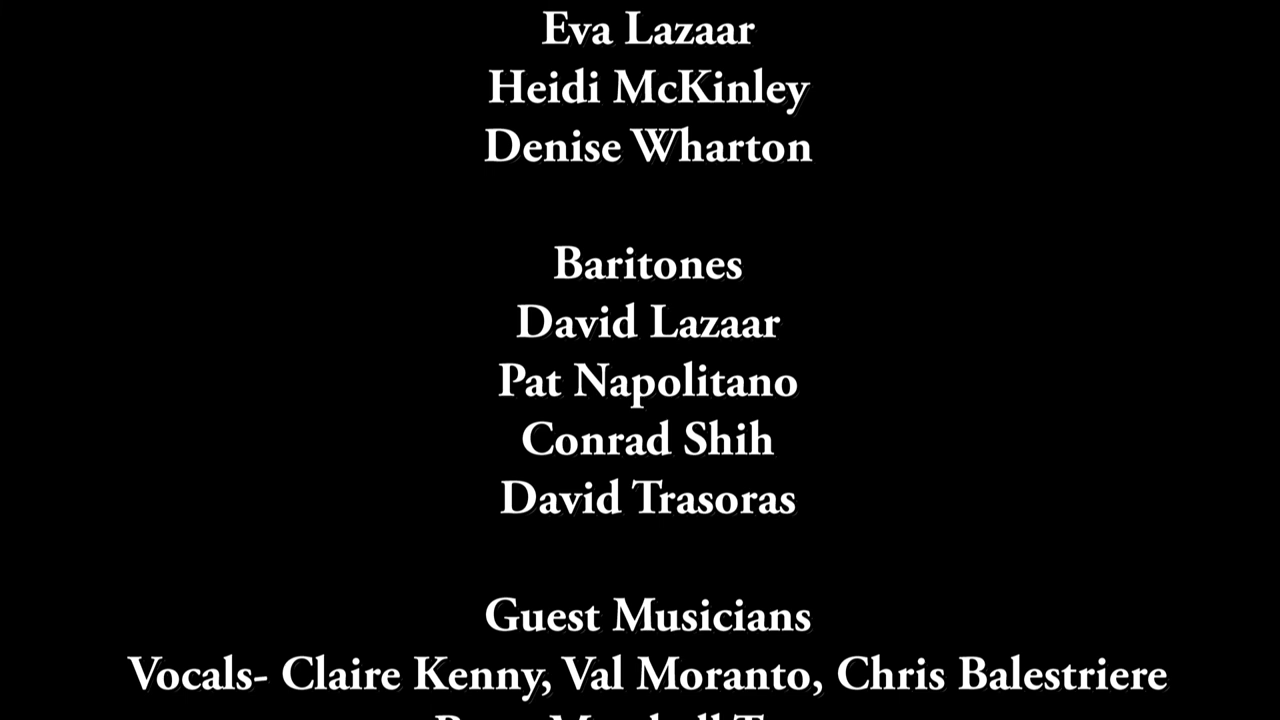 Eva Lazaar
Heidi McKinley
Denise Wharton
Baritones
David Lazaar
Pat Napolitano
Conrad Shih
David Trasoras
Guest Musicians
Vocals- Claire Kenny, Val Moranto, Chris Balestriere